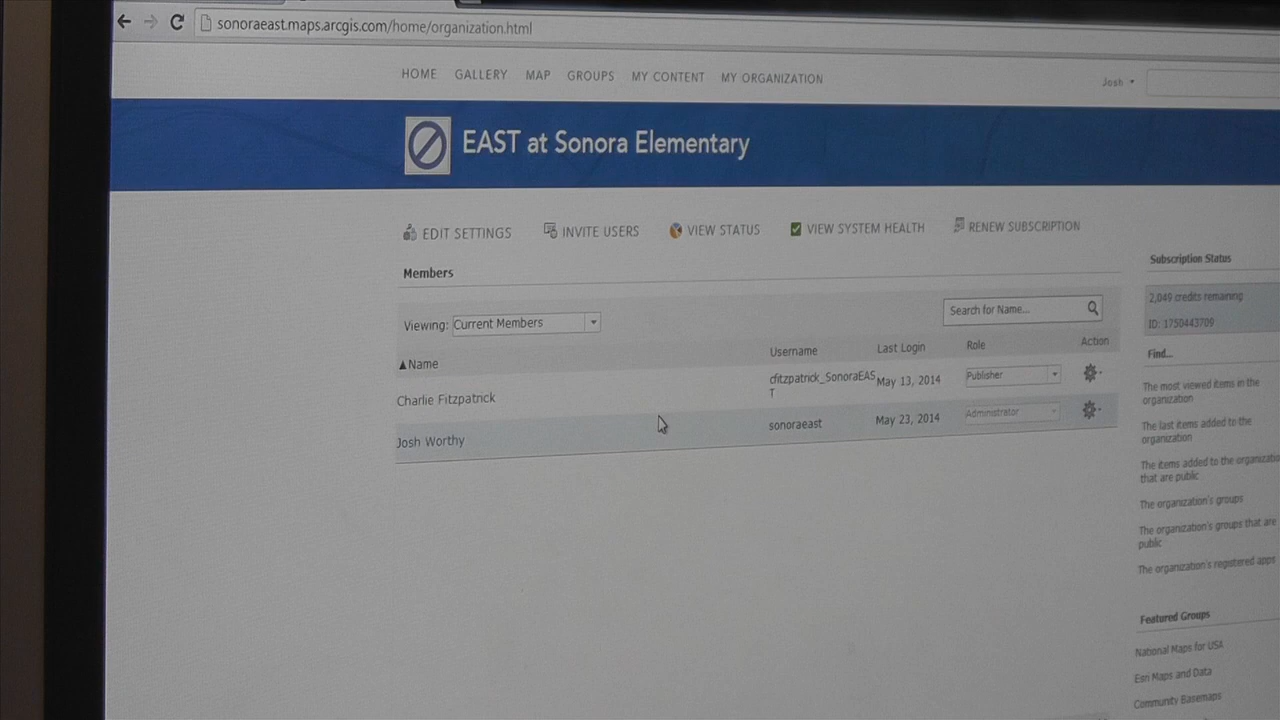 sonoraeast.maps.arcgis.com/home/organization.html
HOME GALLERY MAP GROUPS MY CONTENT MY ORGANIZATION
Josh
EAST at Sonora Elementary
EDIT SETTINGS INVITE USERS VIEW STATUS VIEW SYSTEM HEALTH RENEW SUBSCRIPTION
Members
Viewing: Current Members
Search for Name...
Name Username Last Login Role Action
Charlie Fitzpatrick cfitzpatrick_SonoraEAS May 13, 2014 Publisher
T
Josh Worthy sonoraeast May 23, 2014 Administrator
Subscription Status
2,049 credits remaining
ID: 1750443709
Find...
The most viewed items in the
organization
The last items added to the
organization
The items added to the organizatio
that are public
The organization's groups
The organization's groups that are
public
The organization's registered apps
Featured Groups
National Maps for USA
Esri Maps and Data
Community Basemaps